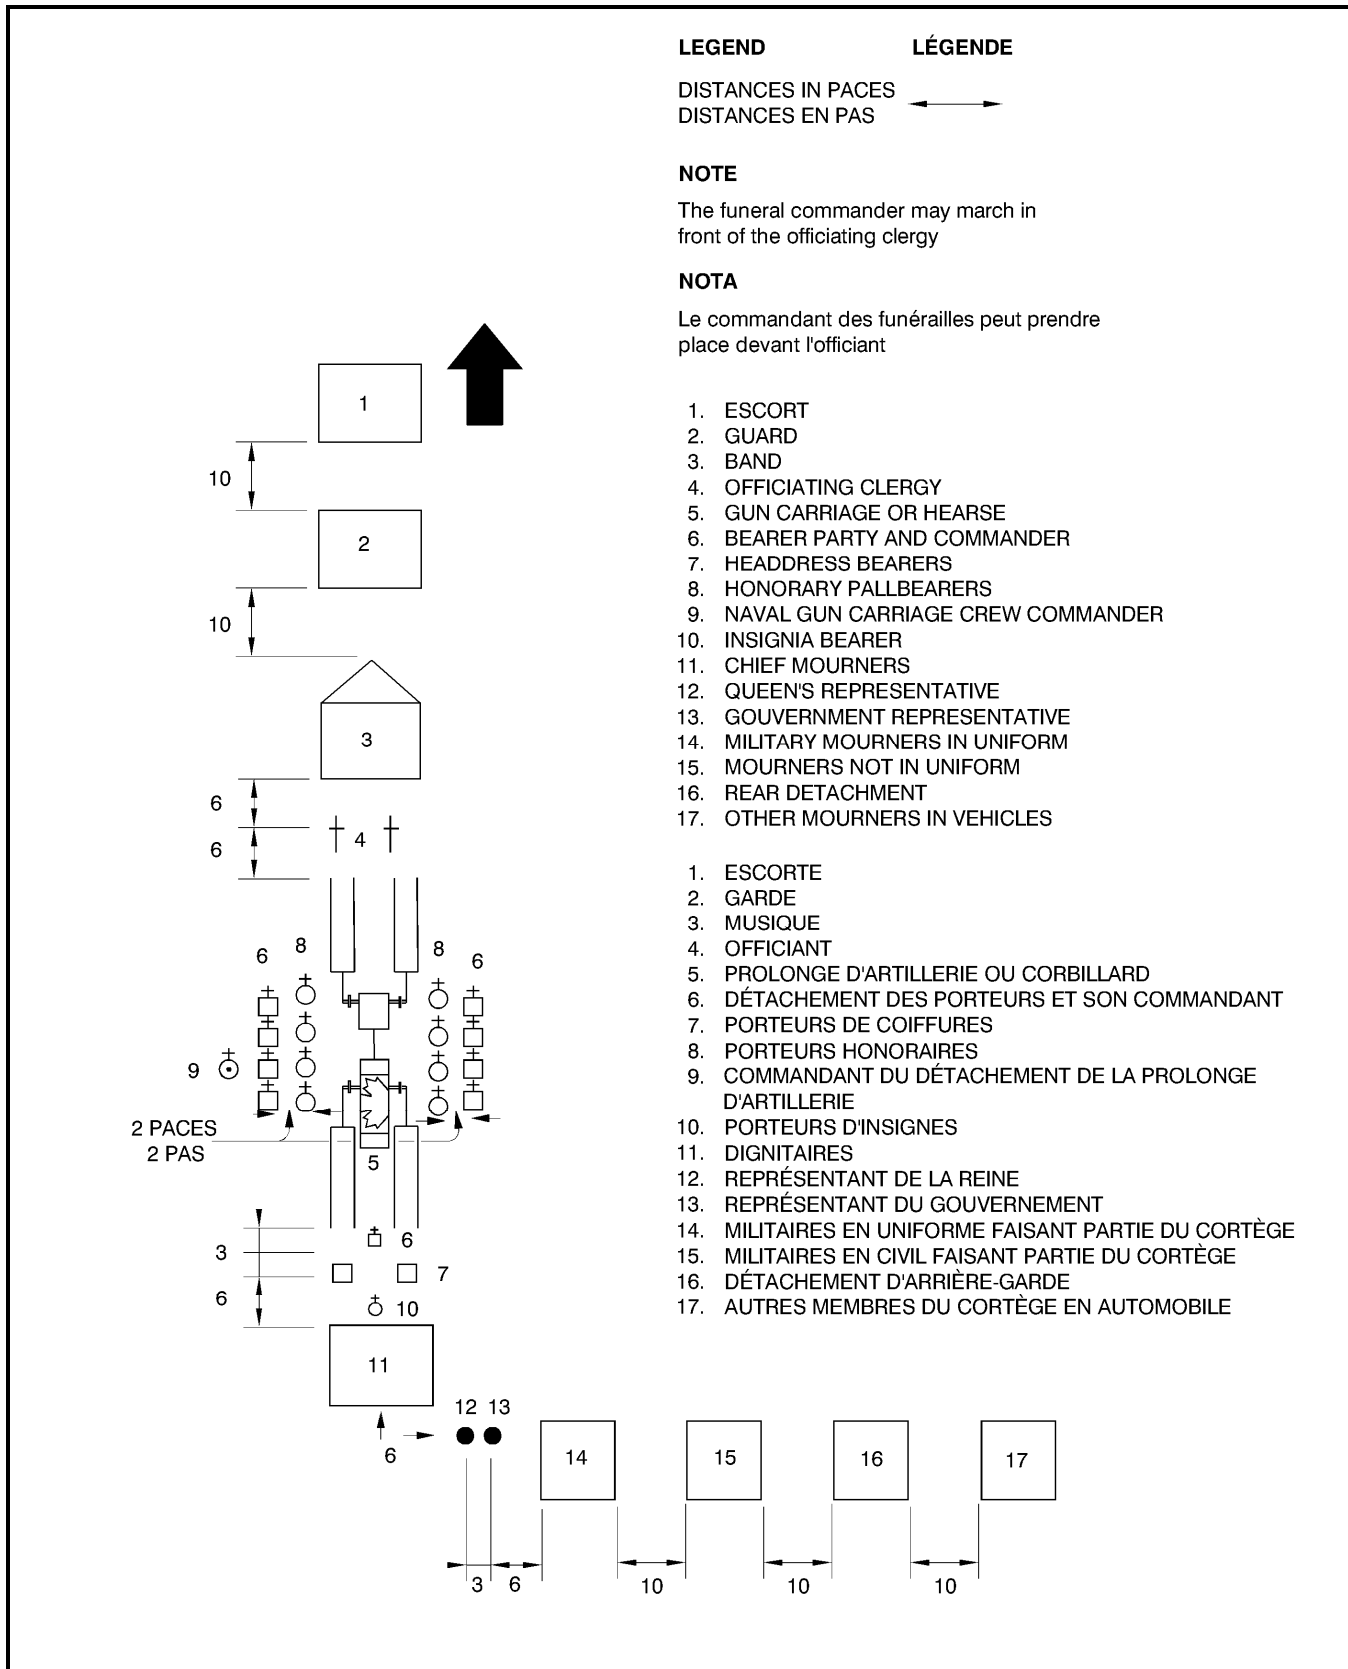 LEGEND LÉGENDE
DISTANCES IN PACES
DISTANCES EN PAS
NOTE
The funeral commander may march in
front of the officiating clergy
NOTA
Le commandant des funérailles peut prendre
place devant l'officiant
1. ESCORT
2. GUARD
3. BAND
4. OFFICIATING CLERGY
5. GUN CARRIAGE OR HEARSE
6. BEARER PARTY AND COMMANDER
7. HEADDRESS BEARERS
8. HONORARY PALLBEARERS
9. NAVAL GUN CARRIAGE CREW COMMANDER
10. INSIGNIA BEARER
11. CHIEF MOURNERS
12. QUEEN'S REPRESENTATIVE
13. GOUVERNMENT REPRESENTATIVE
14. MILITARY MOURNERS IN UNIFORM
15. MOURNERS NOT IN UNIFORM
16. REAR DETACHMENT
17. OTHER MOURNERS IN VEHICLES
1. ESCORTE
2. GARDE
3. MUSIQUE
4. OFFICIANT
5. PROLONGE D'ARTILLERIE OU CORBILLARD
6. DÉTACHEMENT DES PORTEURS ET SON COMMANDANT
7. PORTEURS DE COIFFURES
8. PORTEURS HONORAIRES
9. COMMANDANT DU DÉTACHEMENT DE LA PROLONGE
D'ARTILLERIE
10. PORTEURS D'INSIGNES
11. DIGNITAIRES
12. REPRÉSENTANT DE LA REINE
13. REPRÉSENTANT DU GOUVERNEMENT
14. MILITAIRES EN UNIFORME FAISANT PARTIE DU CORTÈGE
15. MILITAIRES EN CIVIL FAISANT PARTIE DU CORTÈGE
16. DÉTACHEMENT D'ARRIÈRE-GARDE
17. AUTRES MEMBRES DU CORTÈGE EN AUTOMOBILE
1
10
2
10
3
6
4
6
6 8 8 6
9
2 PACES
2 PAS
5
6
3
7
6
10
11
12 13
6
14 15 16 17
3 6 10 10 10